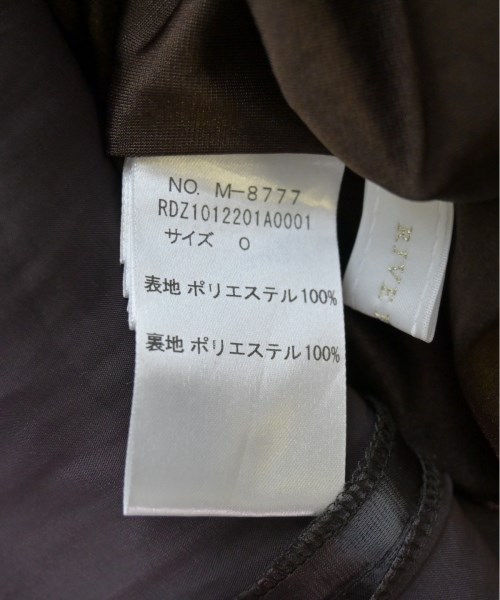 NO. M-8777
RDZ1012201A0001
サイズ 0
表地 ポリエステル100%
裏地 ポリエステル100%